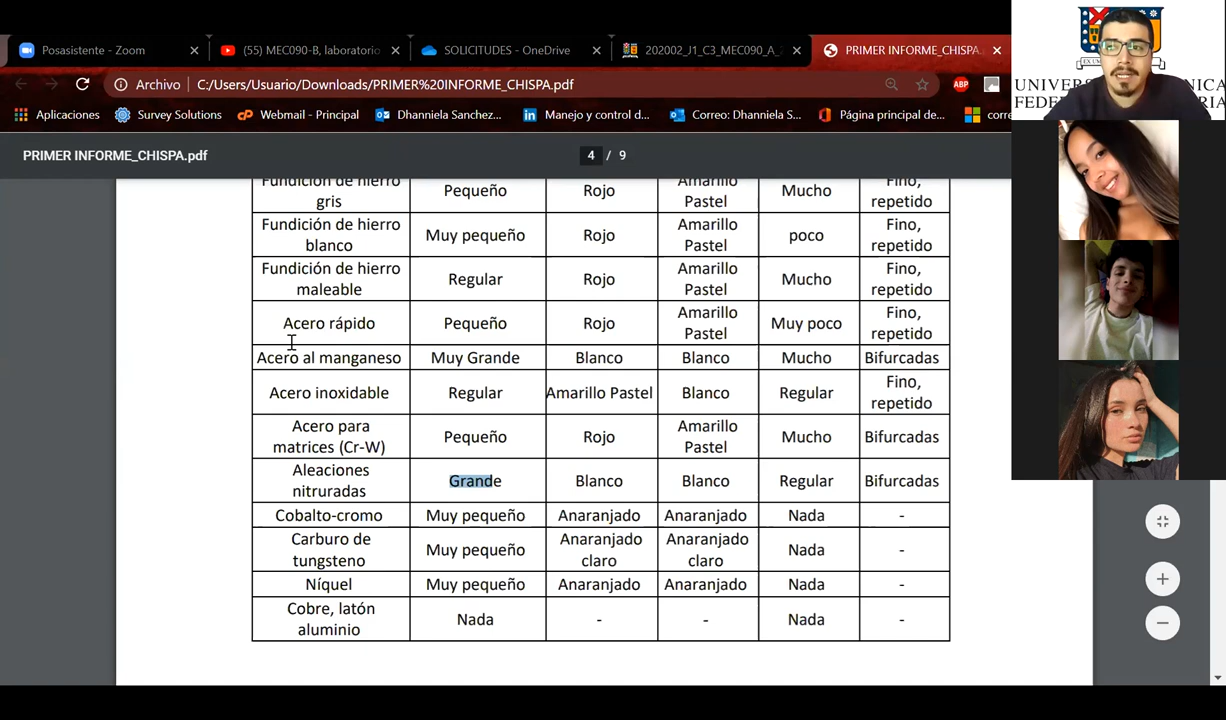 Posasistente - Zoom
(55) MEC090-B, laboratorio
SOLICITUDES - OneDrive
202002_J1_C3_MEC090_A_
PRIMER INFORME_CHISPA.
Archivo
C:/Users/Usuario/Downloads/PRIMER%20INFORME_CHISPA.pdf
ABP
Aplicaciones
Survey Solutions
Webmail - Principal
Dhanniela Sanchez...
Manejo y control d...
Correo: Dhanniela S...
Página principal de...
PRIMER INFORME_CHISPA.pdf
4 / 9
Fundición de hierro
gris
Pequeño
Rojo
Amarillo
Pastel
Mucho
Fino,
repetido
Fundición de hierro
blanco
Muy pequeño
Rojo
Amarillo
Pastel
poco
Fino,
repetido
Fundición de hierro
maleable
Regular
Rojo
Amarillo
Pastel
Mucho
Fino,
repetido
Acero rápido
Pequeño
Rojo
Amarillo
Pastel
Muy poco
Fino,
repetido
Acero al manganeso
Muy Grande
Blanco
Blanco
Mucho
Bifurcadas
Acero inoxidable
Regular
Amarillo Pastel
Blanco
Regular
Fino,
repetido
Acero para
matrices (Cr-W)
Pequeño
Rojo
Amarillo
Pastel
Mucho
Bifurcadas
Aleaciones
nitruradas
Grande
Blanco
Blanco
Regular
Bifurcadas
Cobalto-cromo
Muy pequeño
Anaranjado
Anaranjado
Nada
-
Carburo de
tungsteno
Muy pequeño
Anaranjado
claro
Anaranjado
claro
Nada
-
Níquel
Muy pequeño
Anaranjado
Anaranjado
Nada
-
Cobre, latón
aluminio
Nada
-
-
Nada
-